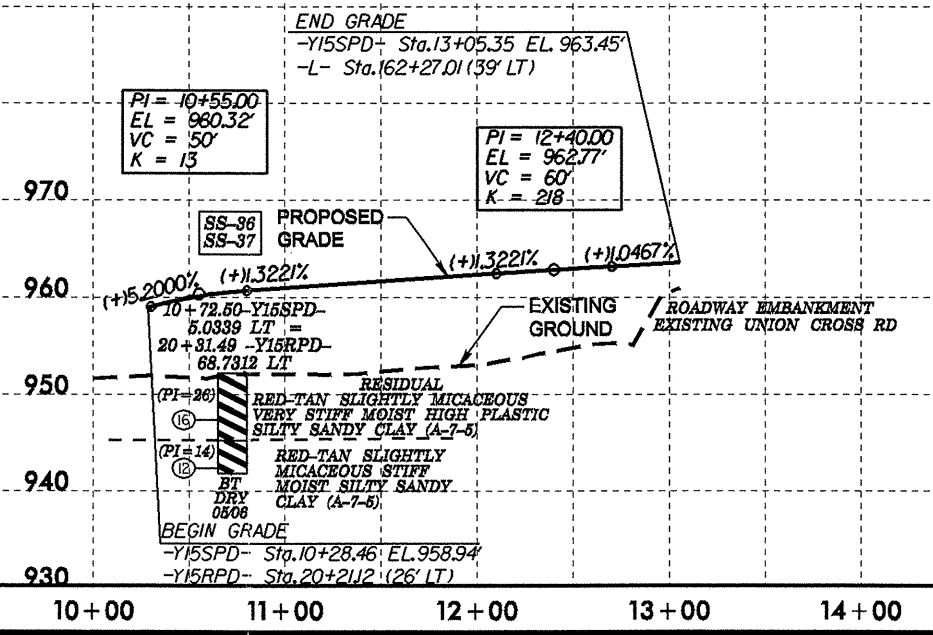 END GRADE
-Y15SPD- Sta.13+05.35 EL. 963.45'
-L- Sta.162+27.01 (39' LT)
PI = 10+55.00
EL = 960.32'
VC = 50'
K = 13
PI = 12+40.00
EL = 962.77'
VC = 60'
K = 218
970
SS-36
SS-37
PROPOSED
GRADE
(+)5.2000%
(+)1.3221%
(+)1.3221%
(+)1.0467%
960
10+72.50 -Y15SPD-
5.0339 LT =
20+31.49 -Y15RPD-
68.7312 LT
EXISTING
GROUND
ROADWAY EMBANKMENT
EXISTING UNION CROSS RD
950
(PI=26)
16
RESIDUAL
RED-TAN SLIGHTLY MICACEOUS
VERY STIFF MOIST HIGH PLASTIC
SILTY SANDY CLAY (A-7-5)
(PI=14)
12
RED-TAN SLIGHTLY
MICACEOUS STIFF
MOIST SILTY SANDY
CLAY (A-7-5)
940
BT
DRY
05/06
BEGIN GRADE
-Y15SPD- Sta.10+28.46 EL.958.94'
-Y15RPD- Sta.20+21.12 (26' LT)
930
10+00 11+00 12+00 13+00 14+00